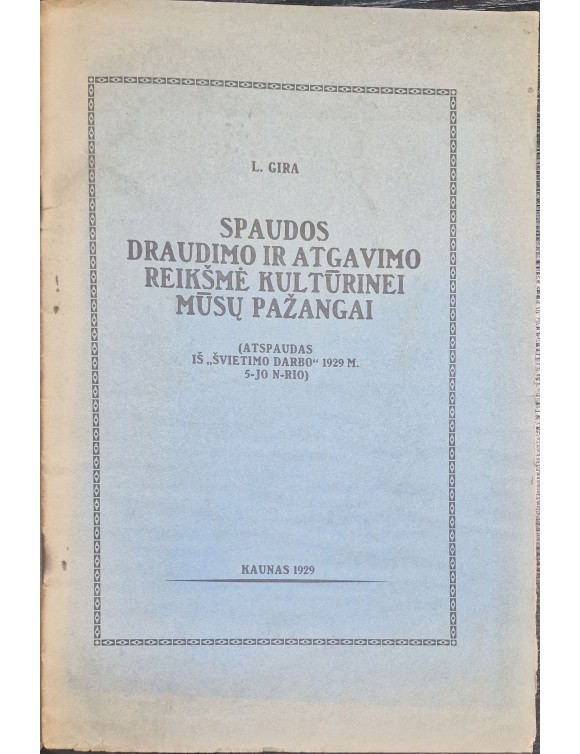 L. GIRA
SPAUDOS
DRAUDIMO IR ATGAVIMO
REIKŠMĖ KULTŪRINEI
MŪSŲ PAŽANGAI
(ATSPAUDAS
IŠ „ŠVIETIMO DARBO“ 1929 M.
5-JO N-RIO)
KAUNAS 1929